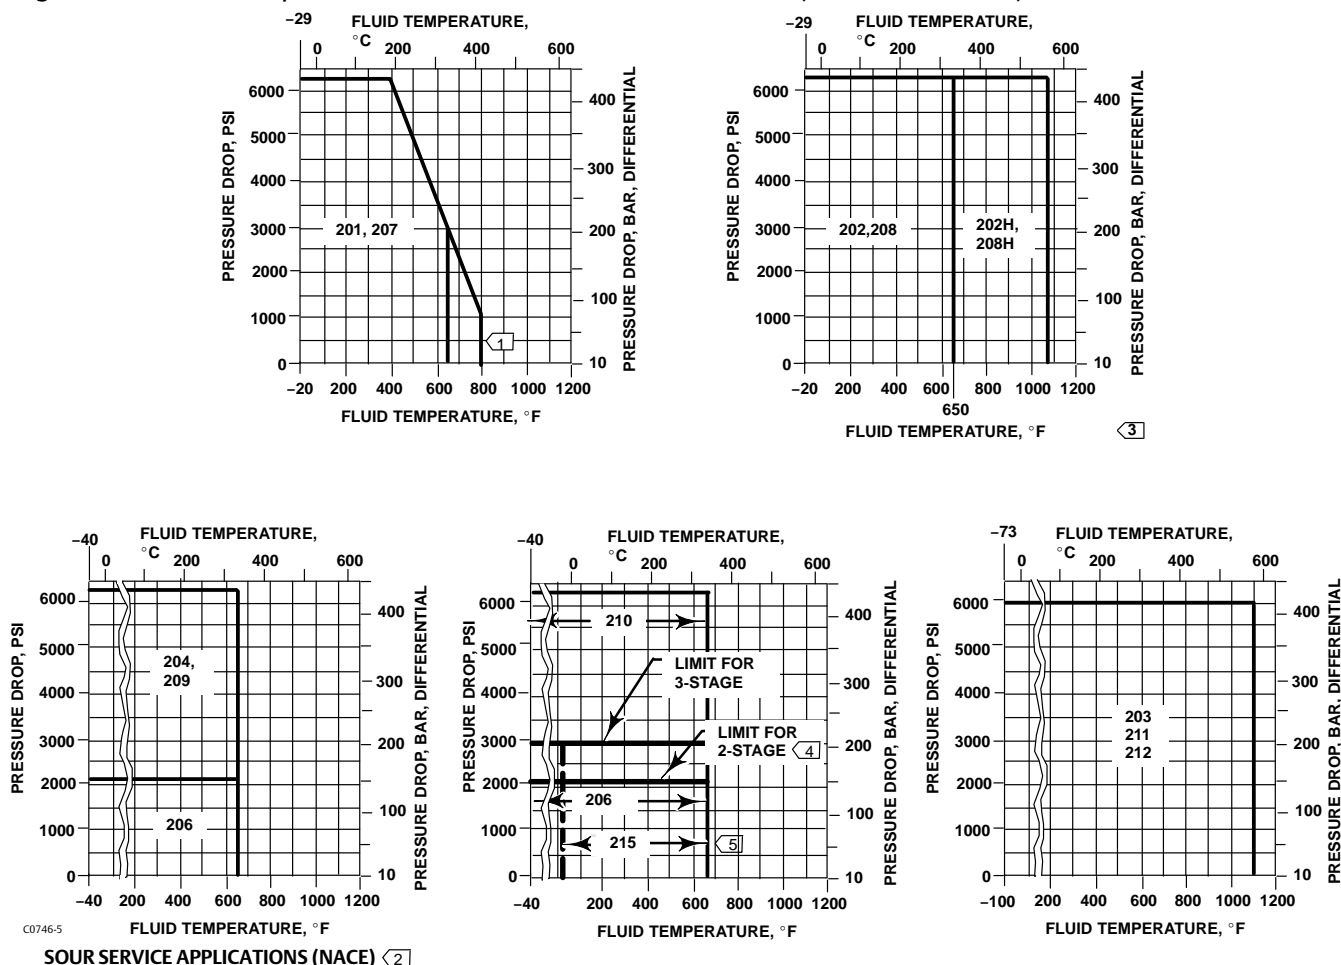 −29
FLUID TEMPERATURE,
°C
0 200 400 600
PRESSURE DROP, PSI
6000
5000
4000
3000
2000
1000
0
201, 207
1
400
300
200
100
10
PRESSURE DROP, BAR, DIFFERENTIAL
−20 200 400 600 800 1000 1200
FLUID TEMPERATURE, °F
−29
FLUID TEMPERATURE,
°C
0 200 400 600
PRESSURE DROP, PSI
6000
5000
4000
3000
2000
1000
0
202,208
202H,
208H
400
300
200
100
10
PRESSURE DROP, BAR, DIFFERENTIAL
−20 200 400 600 800 1000 1200
650
FLUID TEMPERATURE, °F
3
−40
FLUID TEMPERATURE,
°C
0 200 400 600
PRESSURE DROP, PSI
6000
5000
4000
3000
2000
1000
0
204,
209
206
400
300
200
100
10
PRESSURE DROP, BAR, DIFFERENTIAL
−40 200 400 600 800 1000 1200
FLUID TEMPERATURE, °F
−40
FLUID TEMPERATURE,
°C
0 200 400 600
PRESSURE DROP, PSI
6000
5000
4000
3000
2000
1000
0
210
LIMIT FOR
3-STAGE
LIMIT FOR
2-STAGE 4
206
215
5
400
300
200
100
10
PRESSURE DROP, BAR, DIFFERENTIAL
−40 200 400 600 800 1000 1200
FLUID TEMPERATURE, °F
−73
FLUID TEMPERATURE,
°C
0 200 400 600
PRESSURE DROP, PSI
6000
5000
4000
3000
2000
1000
0
203
211
212
400
300
200
100
10
PRESSURE DROP, BAR, DIFFERENTIAL
−100 200 400 600 800 1000 1200
FLUID TEMPERATURE, °F
C0746-5
SOUR SERVICE APPLICATIONS (NACE) 2